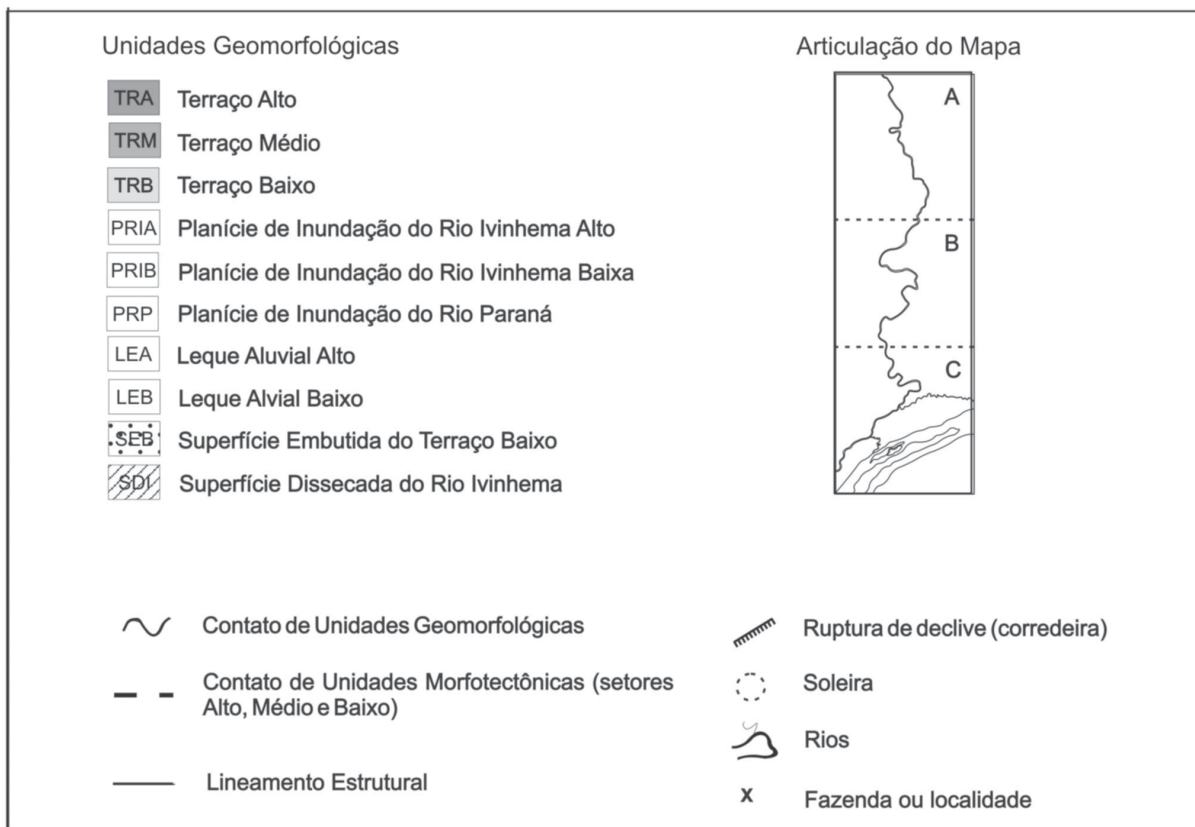 Unidades Geomorfológicas
TRA Terraço Alto
TRM Terraço Médio
TRB Terraço Baixo
PRIA Planície de Inundação do Rio Ivinhema Alto
PRIB Planície de Inundação do Rio Ivinhema Baixa
PRP Planície de Inundação do Rio Paraná
LEA Leque Aluvial Alto
LEB Leque Alvial Baixo
SEB Superfície Embutida do Terraço Baixo
SDI Superfície Dissecada do Rio Ivinhema
Articulação do Mapa
A
B
C
Contato de Unidades Geomorfológicas
Contato de Unidades Morfotectônicas (setores
Alto, Médio e Baixo)
Lineamento Estrutural
Ruptura de declive (corredeira)
Soleira
Rios
x Fazenda ou localidade